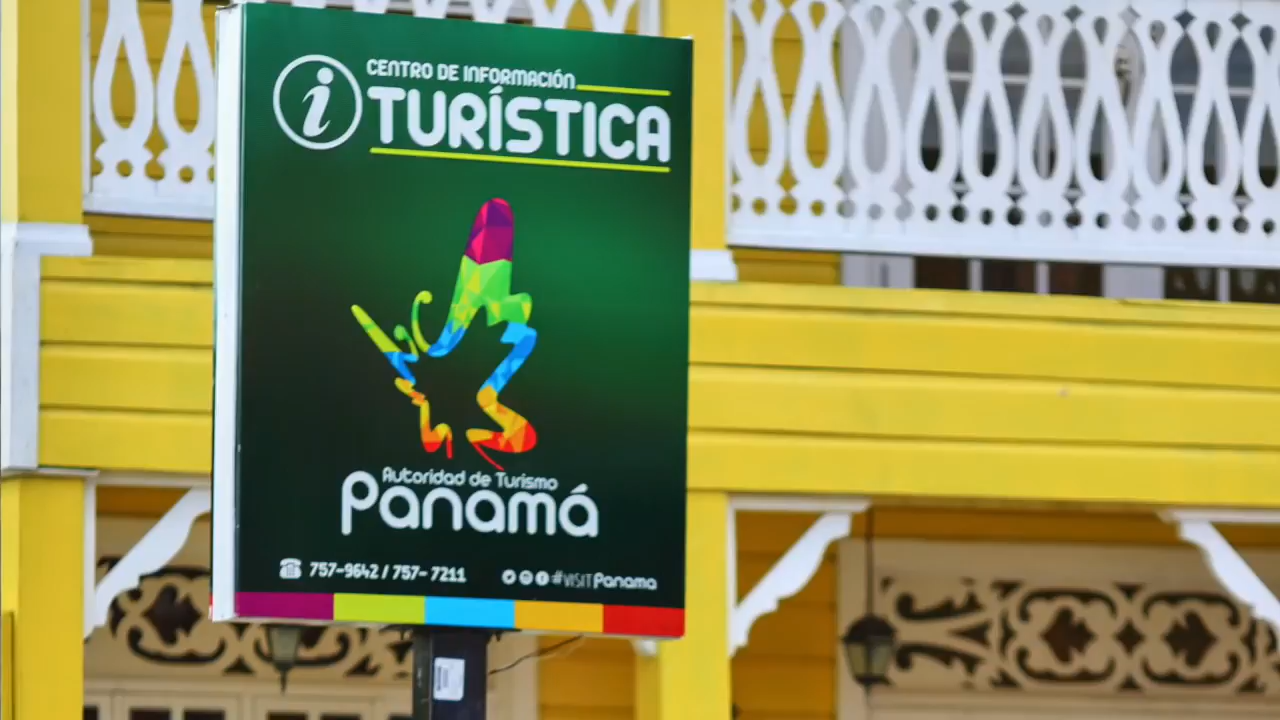 i CENTRO DE INFORMACIÓN
TURÍSTICA
Autoridad de Turismo
Panamá
757-9642 / 757- 7211 #VISITPanama